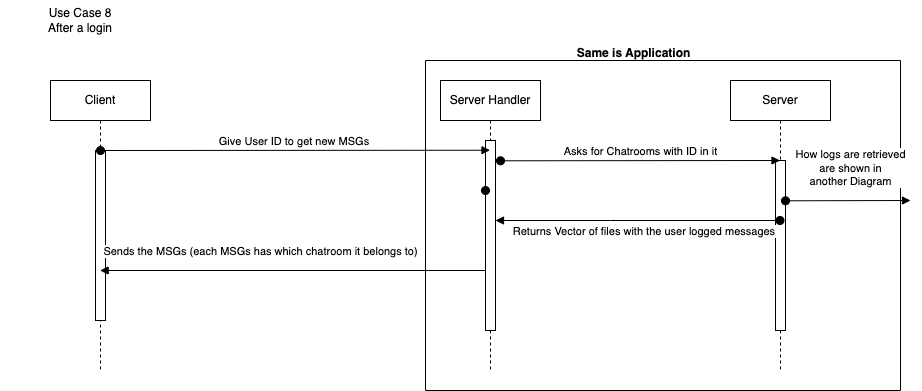 Use Case 8
After a login
Same is Application
Client
Server Handler
Server
Give User ID to get new MSGs
Asks for Chatrooms with ID in it
How logs are retrieved
are shown in
another Diagram
Returns Vector of files with the user logged messages
Sends the MSGs (each MSGs has which chatroom it belongs to)